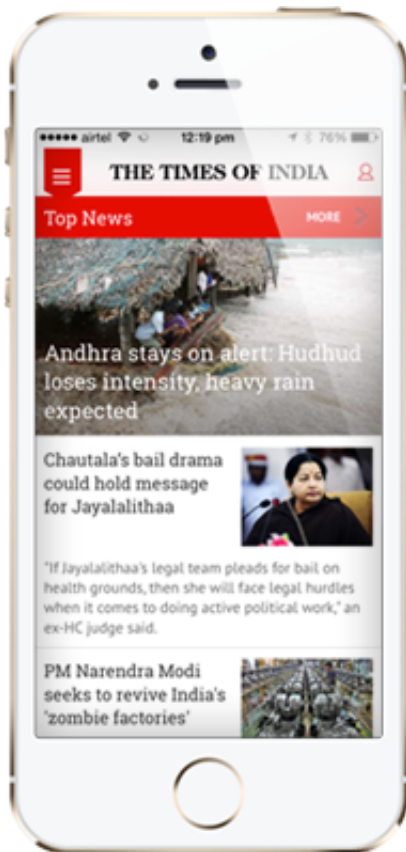 airtel 12:19 pm 76%
THE TIMES OF INDIA
Top News MORE
Andhra stays on alert: Hudhud
loses intensity, heavy rain
expected
Chautala's bail drama
could hold message
for Jayalalithaa
"If Jayalalithaa's legal team pleads for bail on
health grounds, then she will face legal hurdles
when it comes to doing active political work," an
ex-HC judge said.
PM Narendra Modi
seeks to revive India's
'zombie factories'